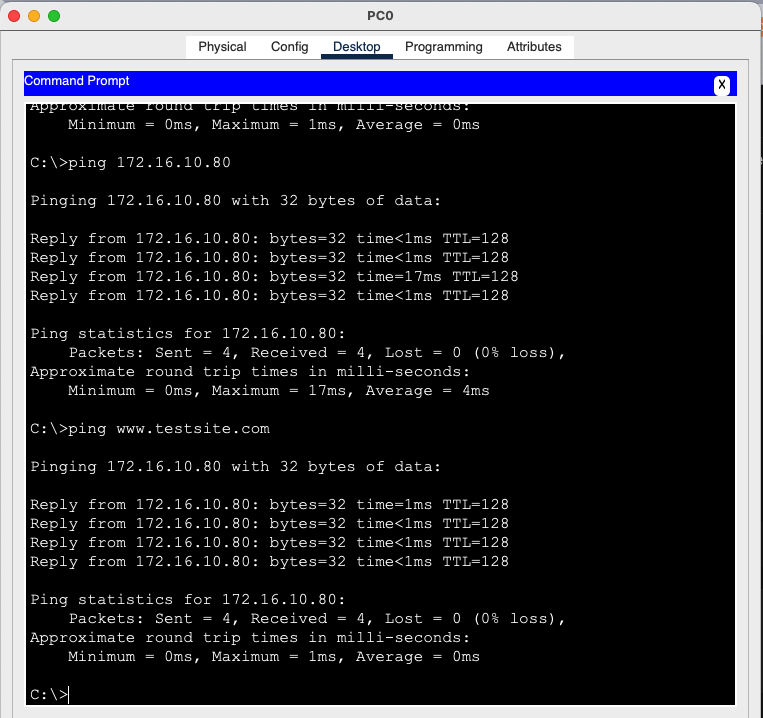 PC0
Physical Config Desktop Programming Attributes
Command Prompt
X
Approximate round trip times in milli-seconds:
    Minimum = 0ms, Maximum = 1ms, Average = 0ms
C:\>ping 172.16.10.80
Pinging 172.16.10.80 with 32 bytes of data:
Reply from 172.16.10.80: bytes=32 time<1ms TTL=128
Reply from 172.16.10.80: bytes=32 time<1ms TTL=128
Reply from 172.16.10.80: bytes=32 time=17ms TTL=128
Reply from 172.16.10.80: bytes=32 time<1ms TTL=128
Ping statistics for 172.16.10.80:
    Packets: Sent = 4, Received = 4, Lost = 0 (0% loss),
Approximate round trip times in milli-seconds:
    Minimum = 0ms, Maximum = 17ms, Average = 4ms
C:\>ping www.testsite.com
Pinging 172.16.10.80 with 32 bytes of data:
Reply from 172.16.10.80: bytes=32 time=1ms TTL=128
Reply from 172.16.10.80: bytes=32 time<1ms TTL=128
Reply from 172.16.10.80: bytes=32 time<1ms TTL=128
Reply from 172.16.10.80: bytes=32 time<1ms TTL=128
Ping statistics for 172.16.10.80:
    Packets: Sent = 4, Received = 4, Lost = 0 (0% loss),
Approximate round trip times in milli-seconds:
    Minimum = 0ms, Maximum = 1ms, Average = 0ms
C:\>